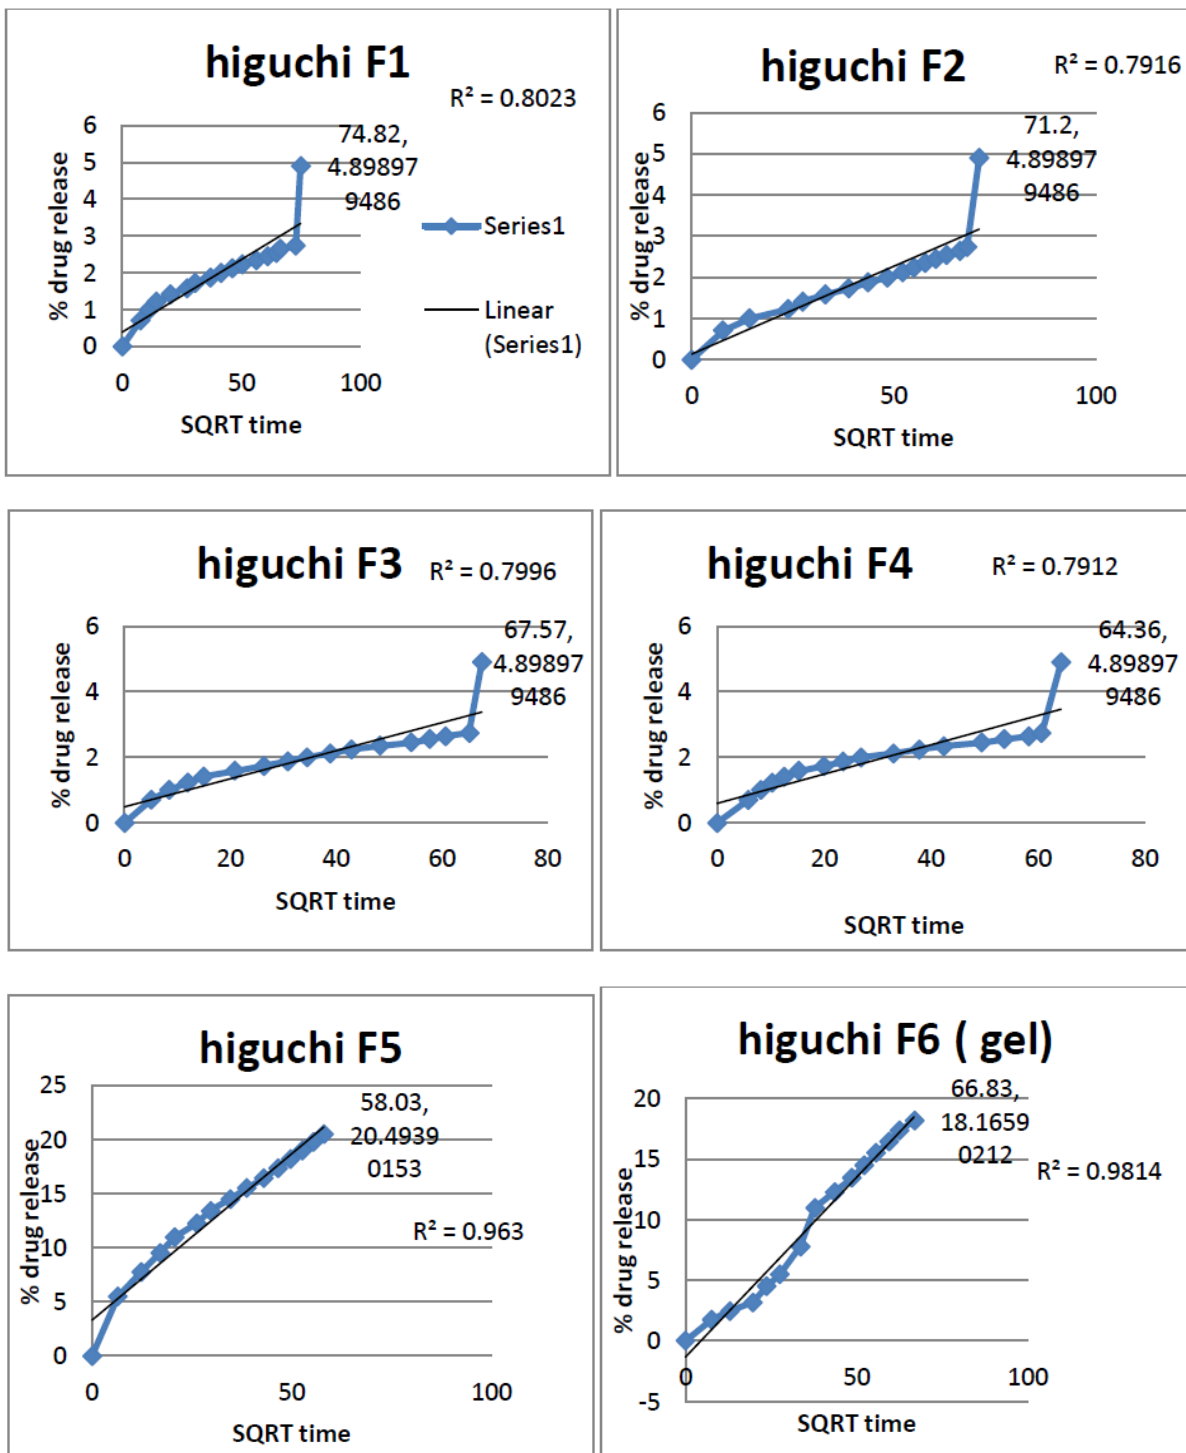 higuchi F1
R² = 0.8023
% drug release
6
5
4
3
2
1
0
74.82,
4.89897
9486
Series1
Linear
(Series1)
0 50 100
SQRT time
higuchi F2
R² = 0.7916
% drug release
6
5
4
3
2
1
0
71.2,
4.89897
9486
0 50 100
SQRT time
higuchi F3
R² = 0.7996
% drug release
6
4
2
0
67.57,
4.89897
9486
0 20 40 60 80
SQRT time
higuchi F4
R² = 0.7912
% drug release
6
4
2
0
64.36,
4.89897
9486
0 20 40 60 80
SQRT time
higuchi F5
% drug release
25
20
15
10
5
0
58.03,
20.4939
0153
R² = 0.963
0 50 100
SQRT time
higuchi F6 ( gel)
% drug release
20
15
10
5
0
-5
66.83,
18.1659
0212
R² = 0.9814
0 50 100
SQRT time